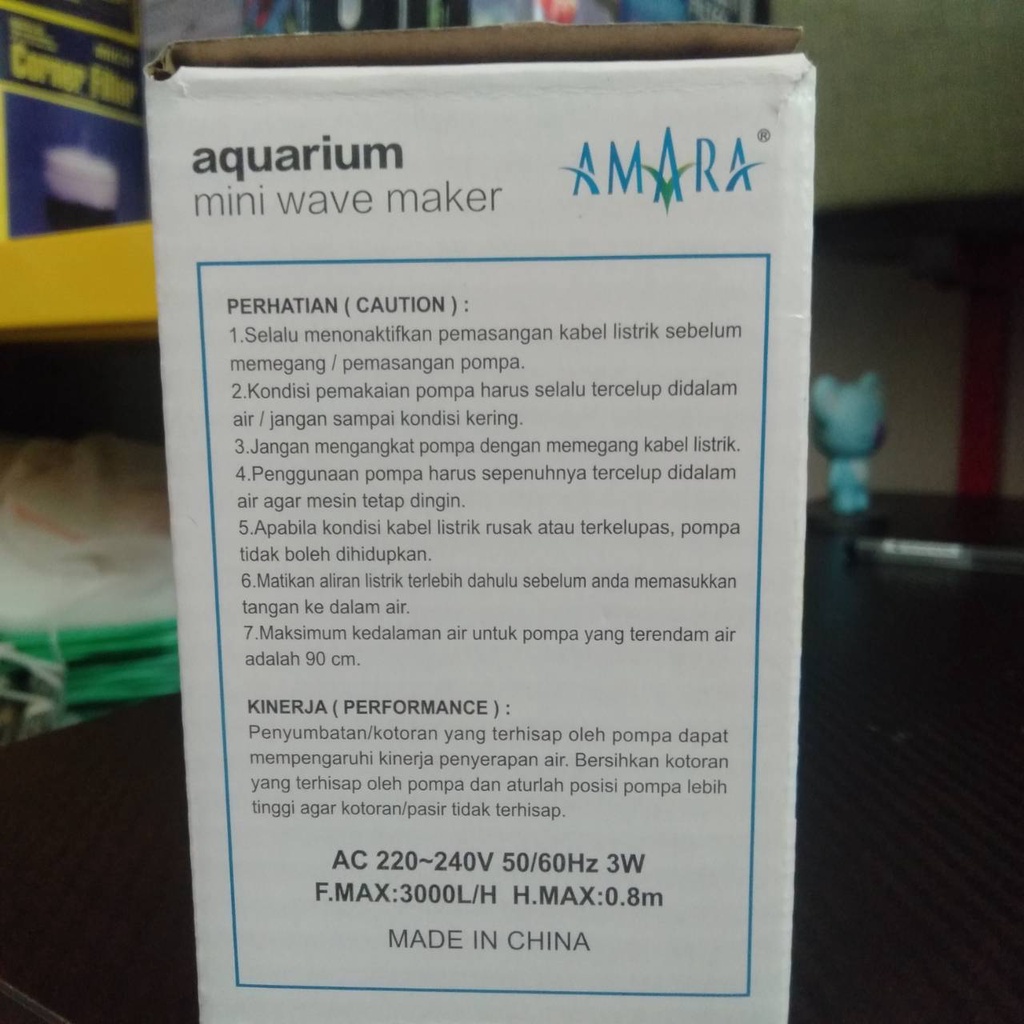 Corner Filter
aquarium
mini wave maker
AMARA®
PERHATIAN ( CAUTION ) :
1.Selalu menonaktifkan pemasangan kabel listrik sebelum
memegang / pemasangan pompa.
2.Kondisi pemakaian pompa harus selalu tercelup didalam
air / jangan sampai kondisi kering.
3.Jangan mengangkat pompa dengan memegang kabel listrik.
4.Penggunaan pompa harus sepenuhnya tercelup didalam
air agar mesin tetap dingin.
5.Apabila kondisi kabel listrik rusak atau terkelupas, pompa
tidak boleh dihidupkan.
6.Matikan aliran listrik terlebih dahulu sebelum anda memasukkan
tangan ke dalam air.
7.Maksimum kedalaman air untuk pompa yang terendam air
adalah 90 cm.
KINERJA ( PERFORMANCE ) :
Penyumbatan/kotoran yang terhisap oleh pompa dapat
mempengaruhi kinerja penyerapan air. Bersihkan kotoran
yang terhisap oleh pompa dan aturlah posisi pompa lebih
tinggi agar kotoran/pasir tidak terhisap.
AC 220~240V 50/60Hz 3W
F.MAX:3000L/H H.MAX:0.8m
MADE IN CHINA